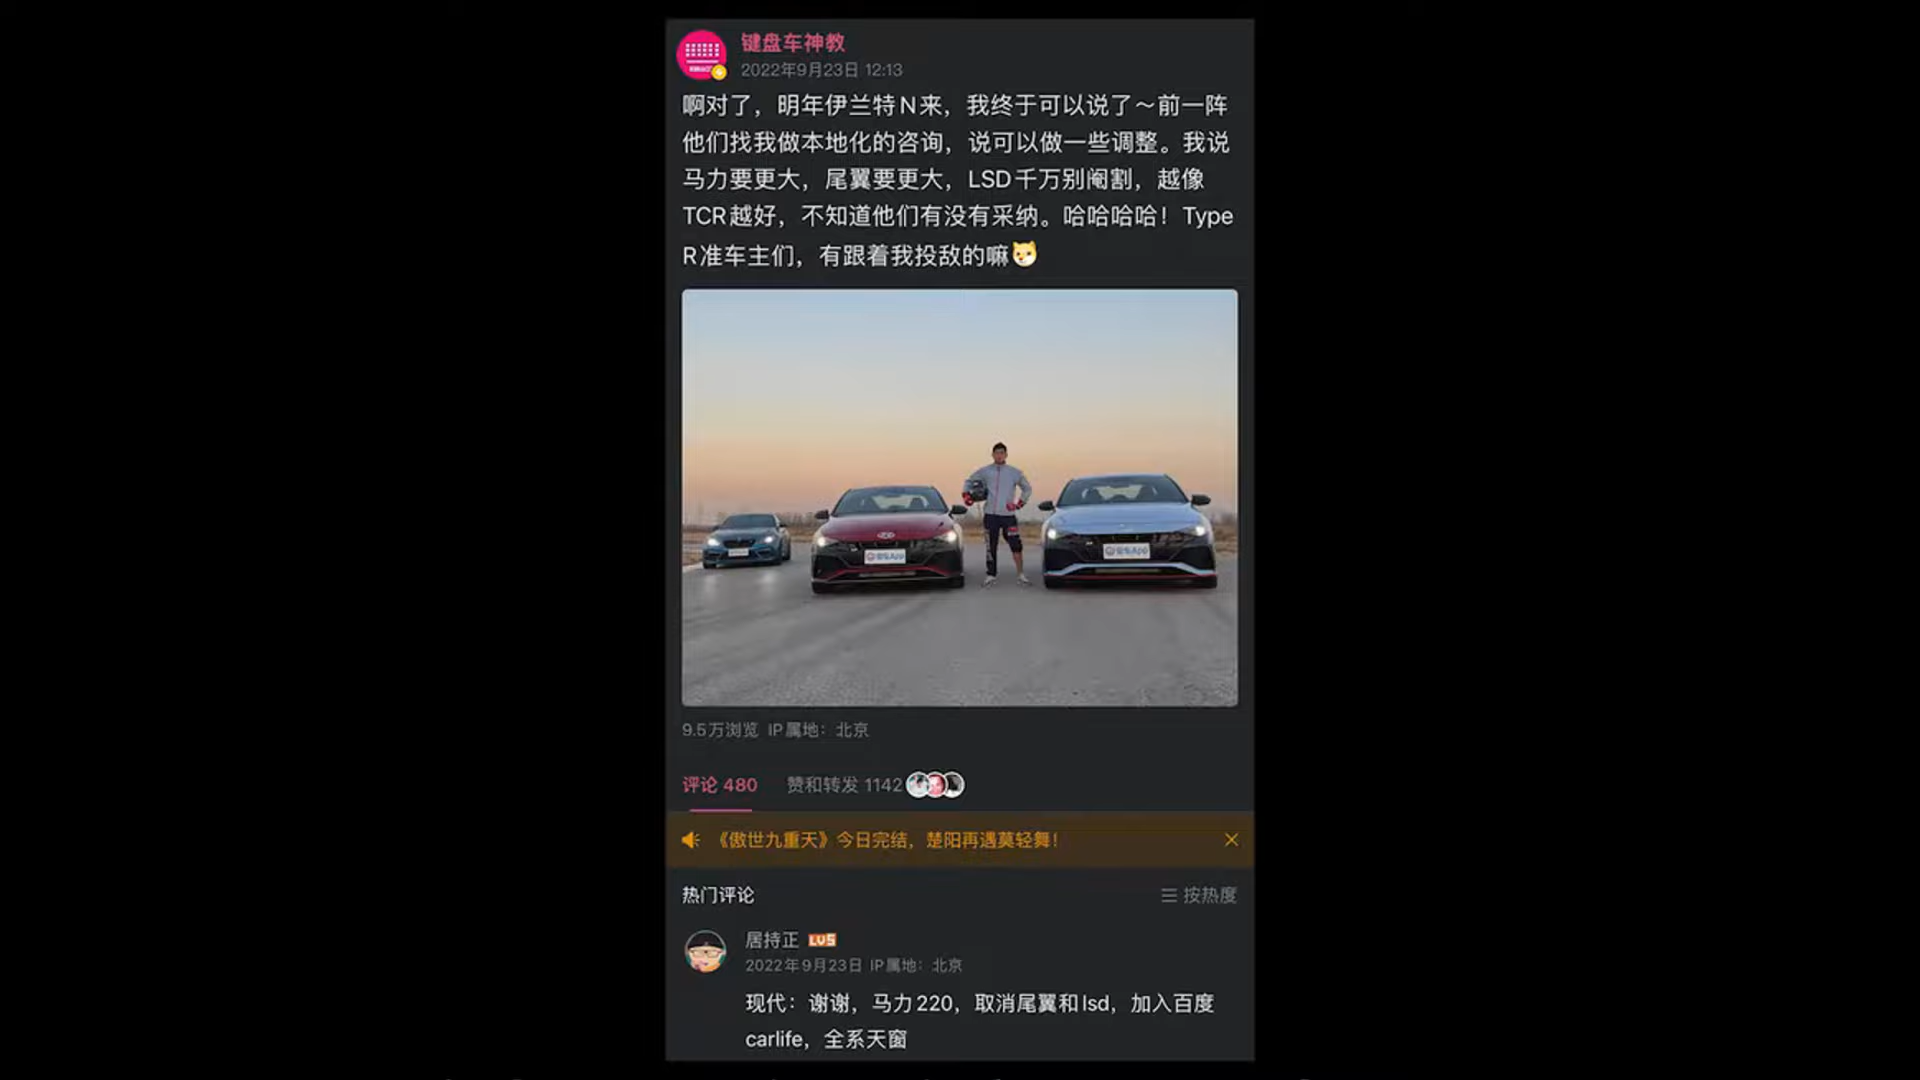 键盘车神教
2022年9月23日 12:13
啊对了，明年伊兰特N来，我终于可以说了～前一阵
他们找我做本地化的咨询，说可以做一些调整。我说
马力要更大，尾翼要更大，LSD千万别阉割，越像
TCR越好，不知道他们有没有采纳。哈哈哈哈！Type
R准车主们，有跟着我投敌的嘛
9.5万浏览 IP属地：北京
评论 480 赞和转发 1142
《傲世九重天》今日完结，楚阳再遇莫轻舞！
热门评论 按热度
居持正 LV5
2022年9月23日 IP属地：北京
现代：谢谢，马力220，取消尾翼和lsd，加入百度
carlife，全系天窗